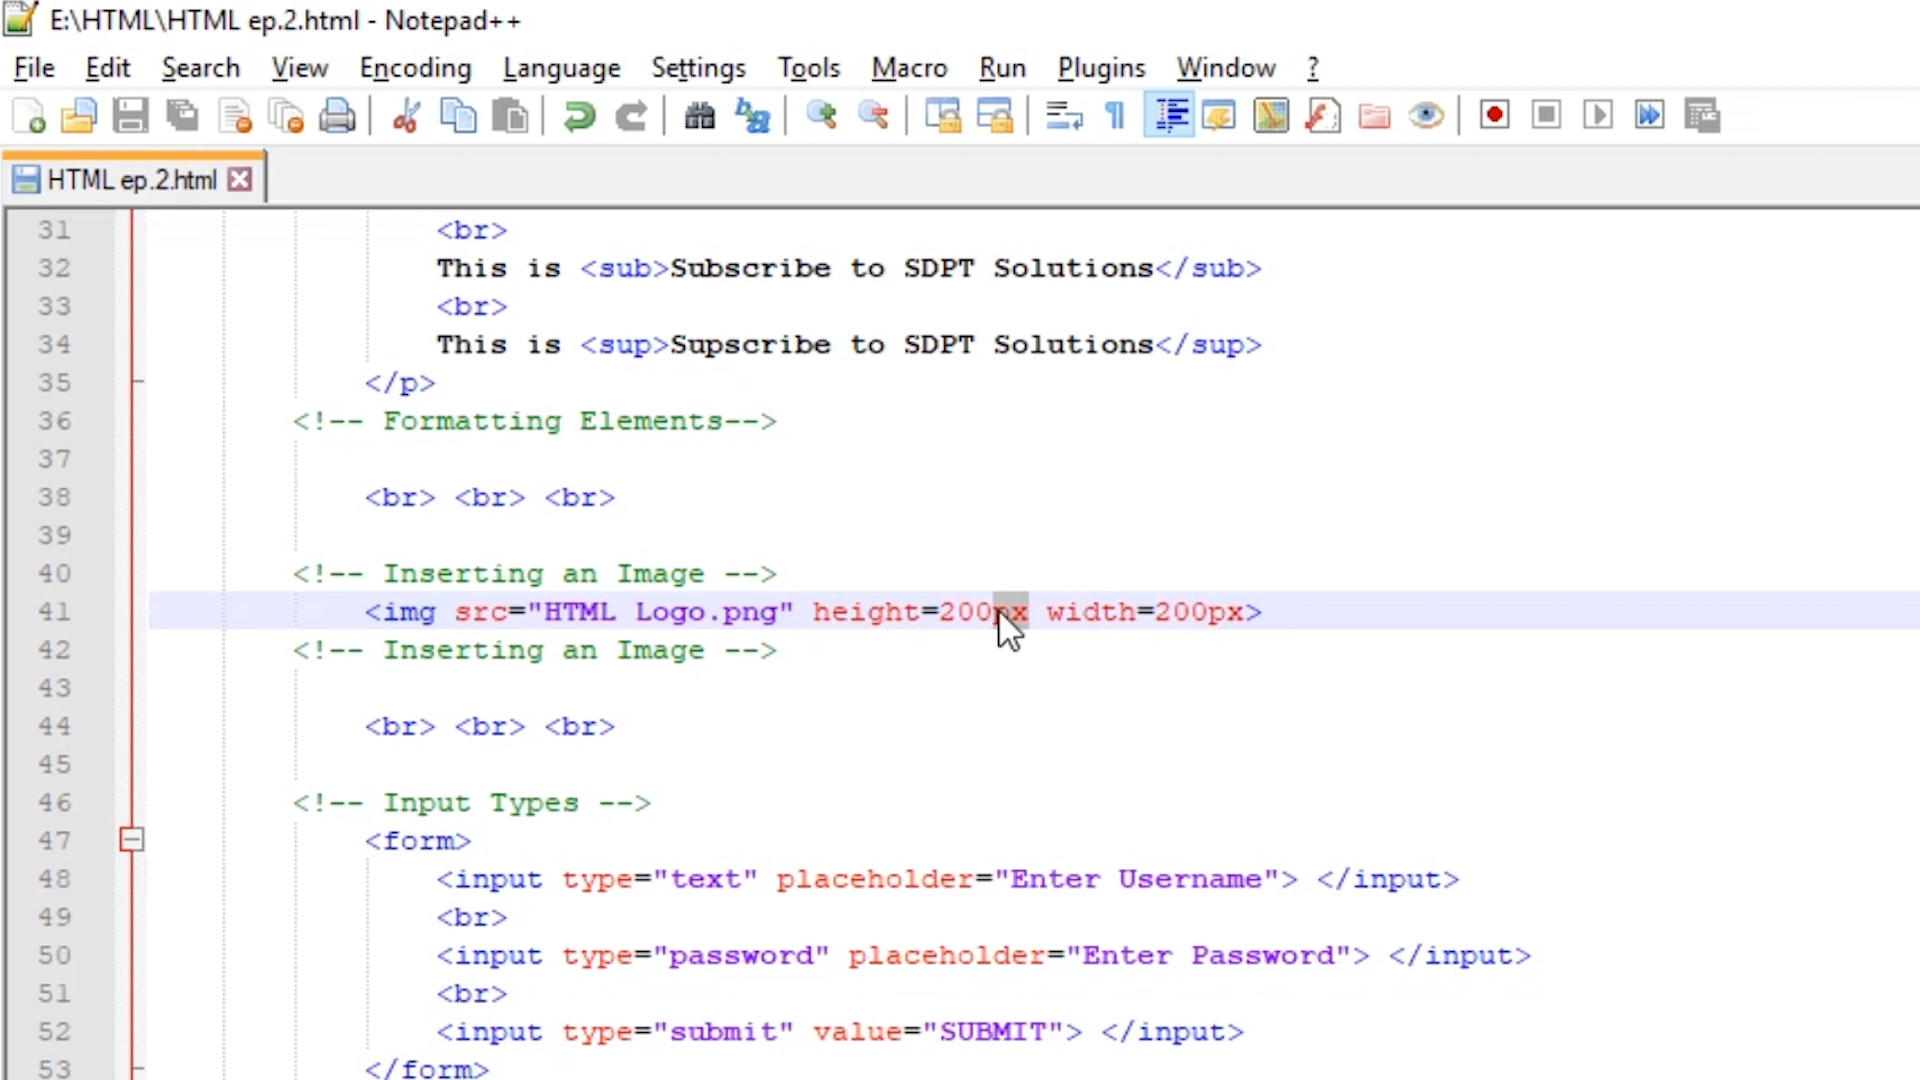 E:\HTML\HTML ep.2.html - Notepad++
File Edit Search View Encoding Language Settings Tools Macro Run Plugins Window ?
HTML ep.2.html
31 <br>
32 This is <sub>Subscribe to SDPT Solutions</sub>
33 <br>
34 This is <sup>Supscribe to SDPT Solutions</sup>
35 </p>
36 <!-- Formatting Elements-->
37
38 <br> <br> <br>
39
40 <!-- Inserting an Image -->
41 <img src="HTML Logo.png" height=200px width=200px>
42 <!-- Inserting an Image -->
43
44 <br> <br> <br>
45
46 <!-- Input Types -->
47 <form>
48 <input type="text" placeholder="Enter Username"> </input>
49 <br>
50 <input type="password" placeholder="Enter Password"> </input>
51 <br>
52 <input type="submit" value="SUBMIT"> </input>
53 </form>